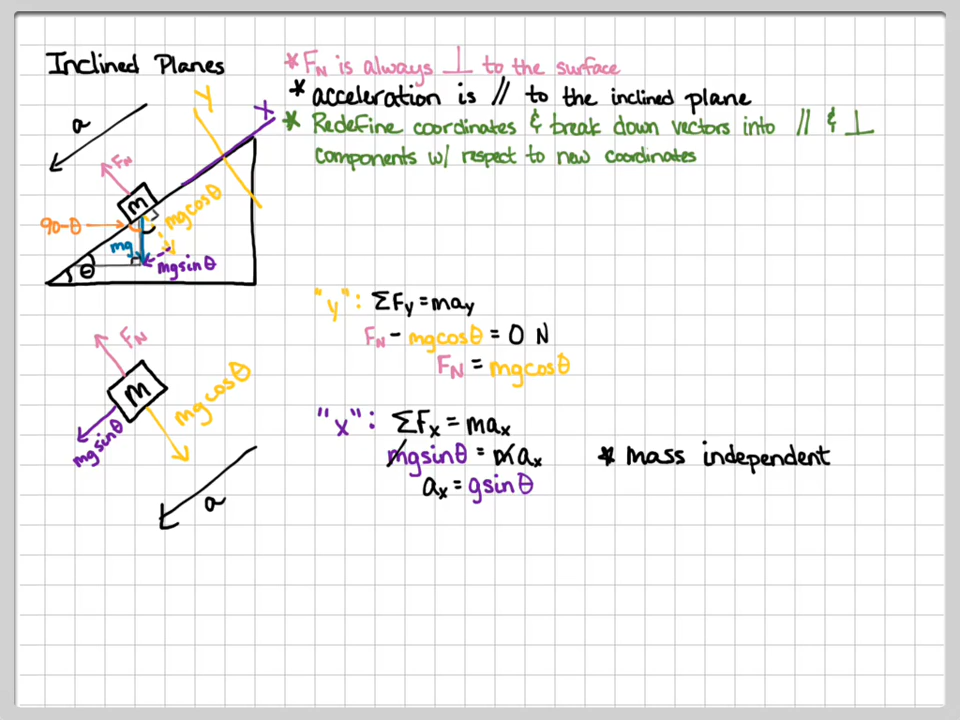 Inclined Planes
* FN is always ⊥ to the surface
* acceleration is // to the inclined plane
* Redefine coordinates & break down vectors into // & ⊥
components w/ respect to new coordinates
a
y
x
FN
m
mgcosθ
90-θ
mg
mgsinθ
θ
"y": ΣFy = may
FN - mgcosθ = 0 N
FN = mgcosθ
FN
m
mgcosθ
mgsinθ
a
"x": ΣFx = max
mgsinθ = max
* mass independent
ax = gsinθ